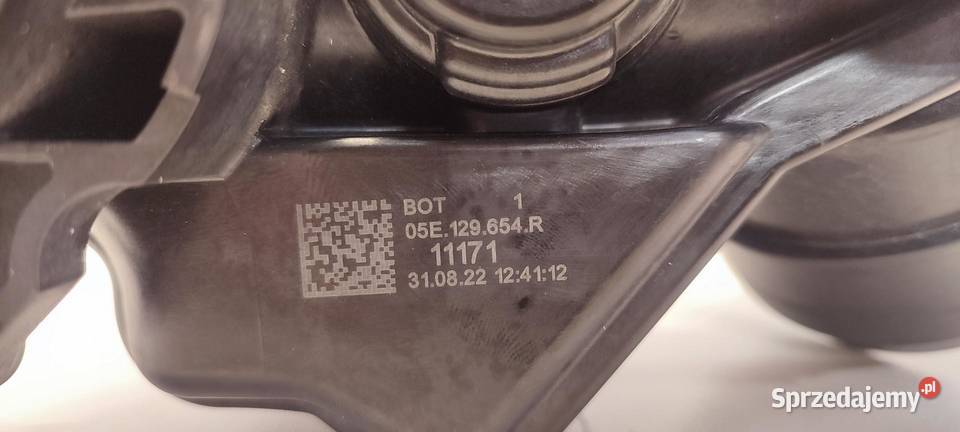 BOT 1
05E.129.654.R
11171
31.08.22 12:41:12
Sprzedajemy.pl